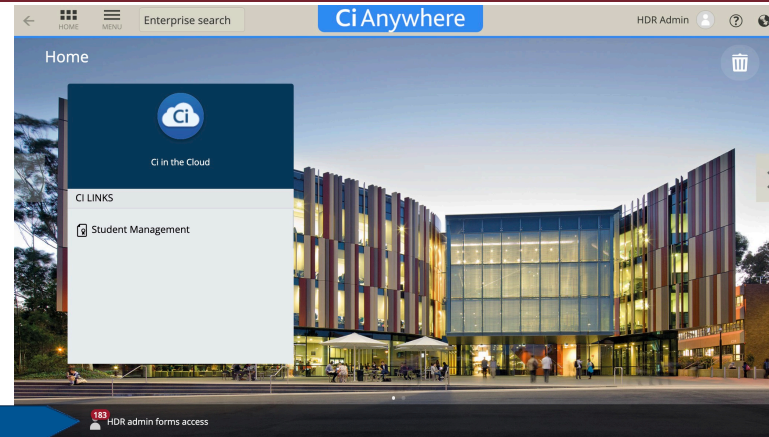 HOME
MENU
Enterprise search
Ci Anywhere
HDR Admin
?
Home
Ci
Ci in the Cloud
CI LINKS
Student Management
183
HDR admin forms access